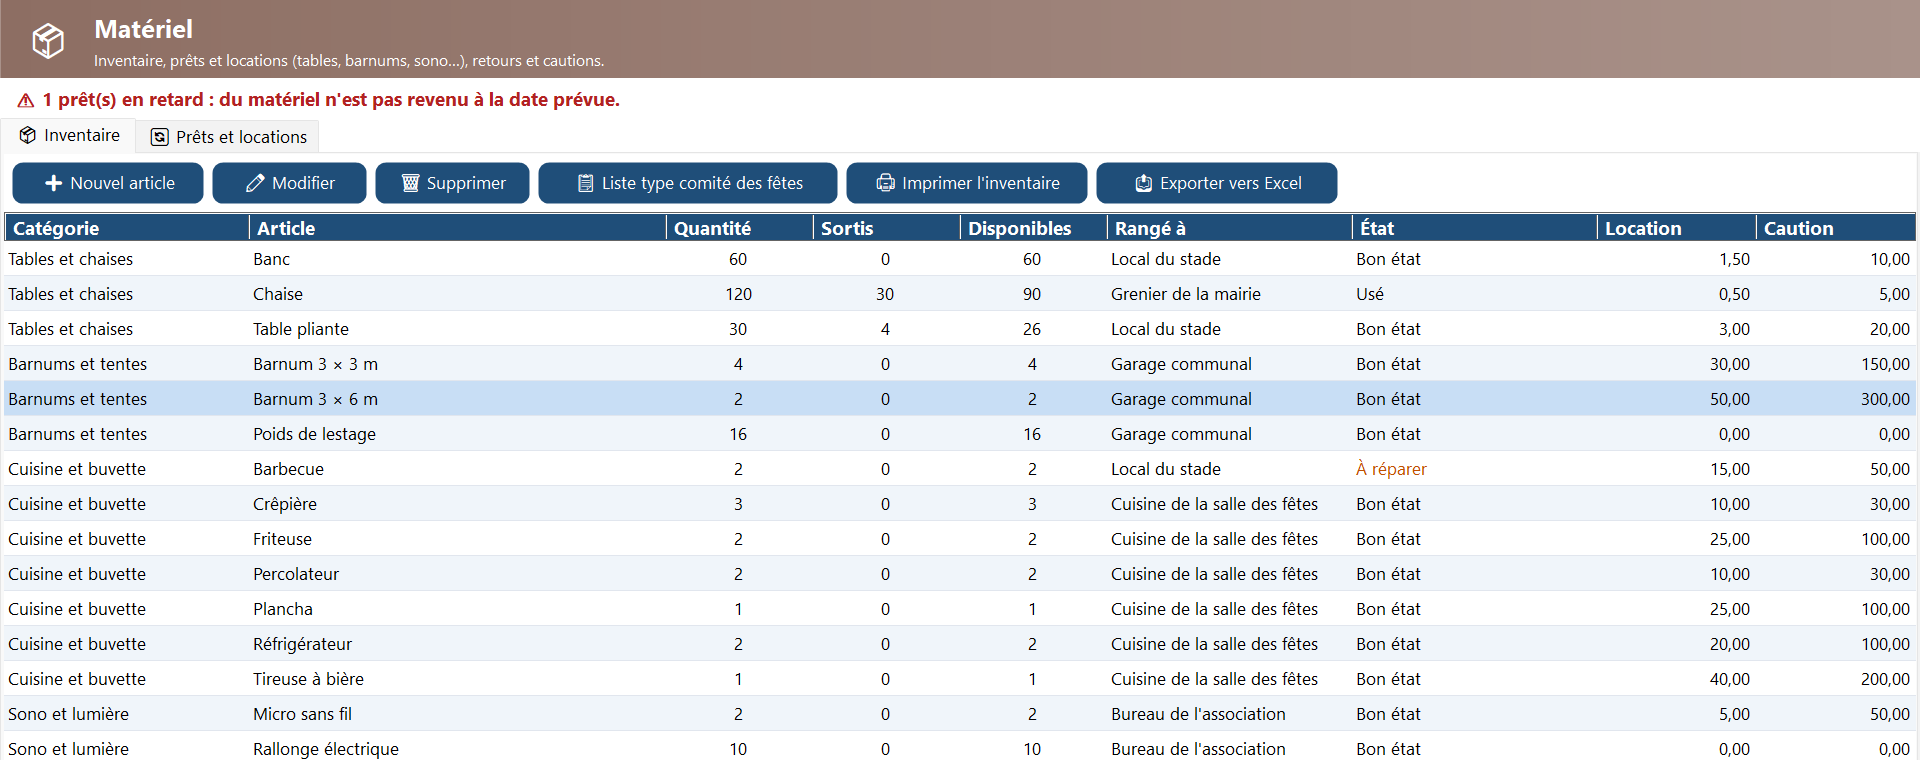 Matériel
Inventaire, prêts et locations (tables, barnums, sono...), retours et cautions.
⚠ 1 prêt(s) en retard : du matériel n'est pas revenu à la date prévue.
Inventaire Prêts et locations
Nouvel article Modifier Supprimer Liste type comité des fêtes Imprimer l'inventaire Exporter vers Excel
Catégorie Article Quantité Sortis Disponibles Rangé à État Location Caution
Tables et chaises Banc 60 0 60 Local du stade Bon état 1,50 10,00
Tables et chaises Chaise 120 30 90 Grenier de la mairie Usé 0,50 5,00
Tables et chaises Table pliante 30 4 26 Local du stade Bon état 3,00 20,00
Barnums et tentes Barnum 3 × 3 m 4 0 4 Garage communal Bon état 30,00 150,00
Barnums et tentes Barnum 3 × 6 m 2 0 2 Garage communal Bon état 50,00 300,00
Barnums et tentes Poids de lestage 16 0 16 Garage communal Bon état 0,00 0,00
Cuisine et buvette Barbecue 2 0 2 Local du stade À réparer 15,00 50,00
Cuisine et buvette Crêpière 3 0 3 Cuisine de la salle des fêtes Bon état 10,00 30,00
Cuisine et buvette Friteuse 2 0 2 Cuisine de la salle des fêtes Bon état 25,00 100,00
Cuisine et buvette Percolateur 2 0 2 Cuisine de la salle des fêtes Bon état 10,00 30,00
Cuisine et buvette Plancha 1 0 1 Cuisine de la salle des fêtes Bon état 25,00 100,00
Cuisine et buvette Réfrigérateur 2 0 2 Cuisine de la salle des fêtes Bon état 20,00 100,00
Cuisine et buvette Tireuse à bière 1 0 1 Cuisine de la salle des fêtes Bon état 40,00 200,00
Sono et lumière Micro sans fil 2 0 2 Bureau de l'association Bon état 5,00 50,00
Sono et lumière Rallonge électrique 10 0 10 Bureau de l'association Bon état 0,00 0,00